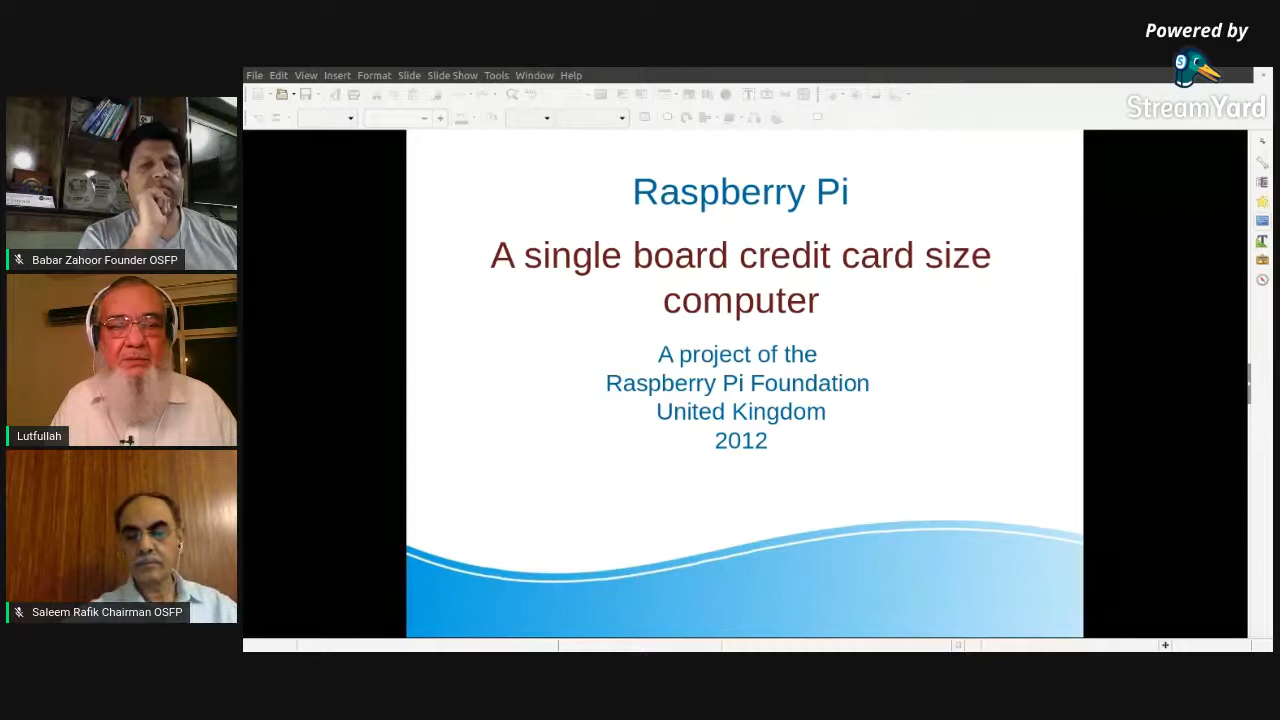 Powered by
StreamYard
File Edit View Insert Format Slide Slide Show Tools Window Help
Raspberry Pi
A single board credit card size
computer
A project of the
Raspberry Pi Foundation
United Kingdom
2012
Babar Zahoor Founder OSFP
Lutfullah
Saleem Rafik Chairman OSFP